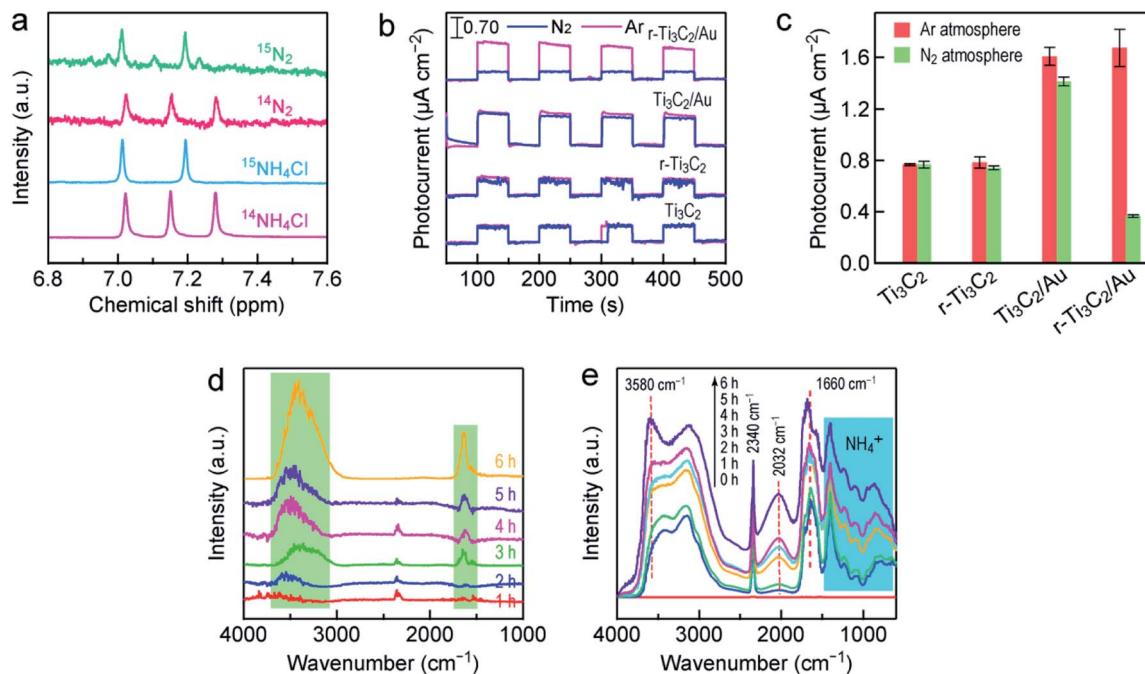 a
Intensity (a.u.)
¹⁵N₂
¹⁴N₂
¹⁵NH₄Cl
¹⁴NH₄Cl
6.8 7.0 7.2 7.4 7.6
Chemical shift (ppm)
b
Photocurrent (μA cm⁻²)
0.70 N₂ Ar
r-Ti₃C₂/Au
Ti₃C₂/Au
r-Ti₃C₂
Ti₃C₂
100 200 300 400 500
Time (s)
c
Photocurrent (μA cm⁻²)
Ar atmosphere
N₂ atmosphere
1.6
1.2
0.8
0.4
0.0
Ti₃C₂ r-Ti₃C₂ Ti₃C₂/Au r-Ti₃C₂/Au
d
Intensity (a.u.)
6 h
5 h
4 h
3 h
2 h
1 h
4000 3000 2000 1000
Wavenumber (cm⁻¹)
e
Intensity (a.u.)
3580 cm⁻¹
6 h
5 h
4 h
3 h
2 h
1 h
0 h
2340 cm⁻¹
2032 cm⁻¹
1660 cm⁻¹
NH₄⁺
4000 3000 2000 1000
Wavenumber (cm⁻¹)